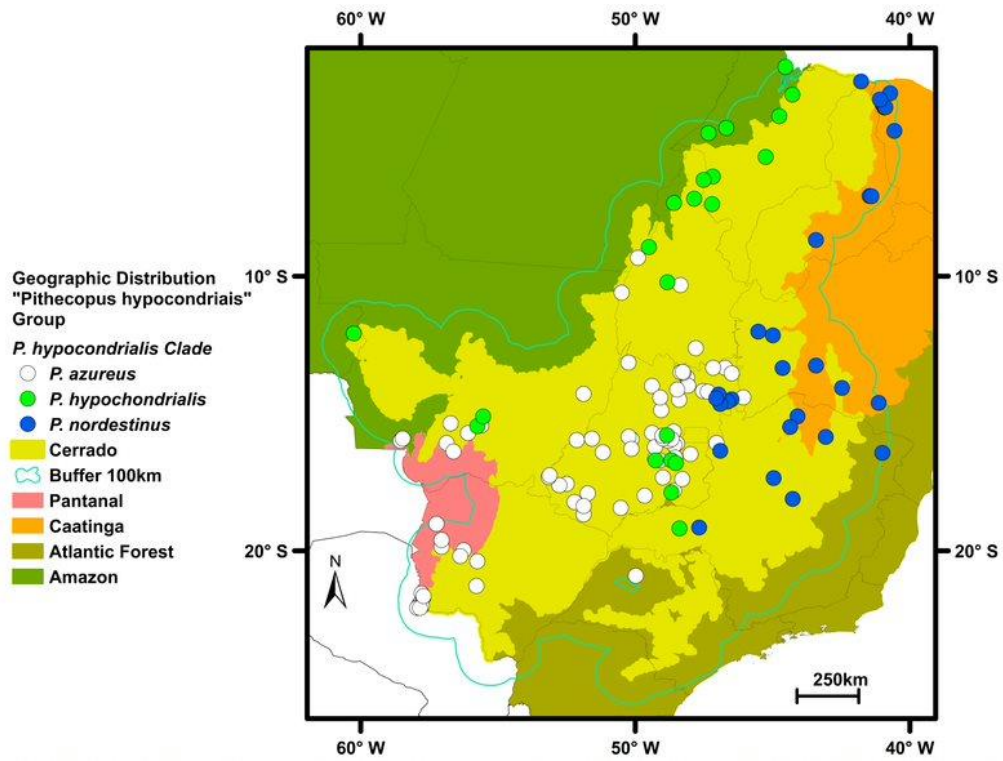 60° W 50° W 40° W
Geographic Distribution
"Pithecopus hypocondriais"
Group
P. hypocondrialis Clade
P. azureus
P. hypochondrialis
P. nordestinus
Cerrado
Buffer 100km
Pantanal
Caatinga
Atlantic Forest
Amazon
10° S 10° S
20° S 20° S
N
250km
60° W 50° W 40° W